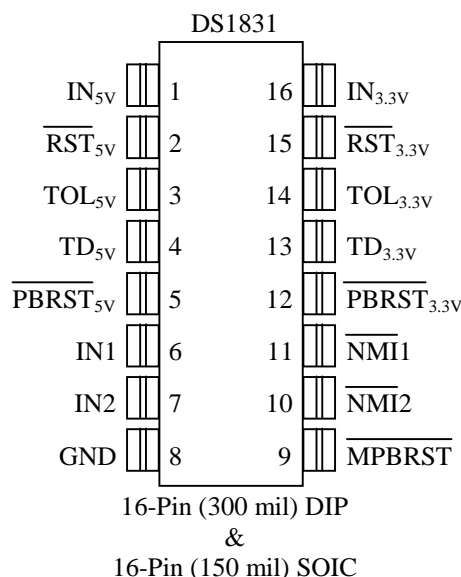 DS1831
IN5V 1 16 IN3.3V
RST5V 2 15 RST3.3V
TOL5V 3 14 TOL3.3V
TD5V 4 13 TD3.3V
PBRST5V 5 12 PBRST3.3V
IN1 6 11 NMI1
IN2 7 10 NMI2
GND 8 9 MPBRST
16-Pin (300 mil) DIP
&
16-Pin (150 mil) SOIC